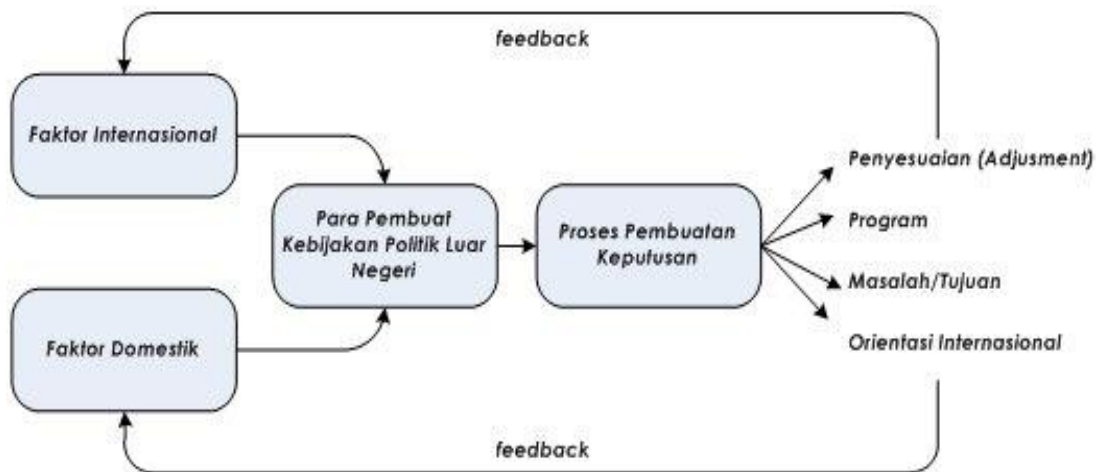 feedback
Faktor Internasional
Penyesuaian (Adjusment)
Para Pembuat
Kebijakan Politik Luar
Negeri
Proses Pembuatan
Keputusan
Program
Masalah/Tujuan
Faktor Domestik
Orientasi Internasional
feedback